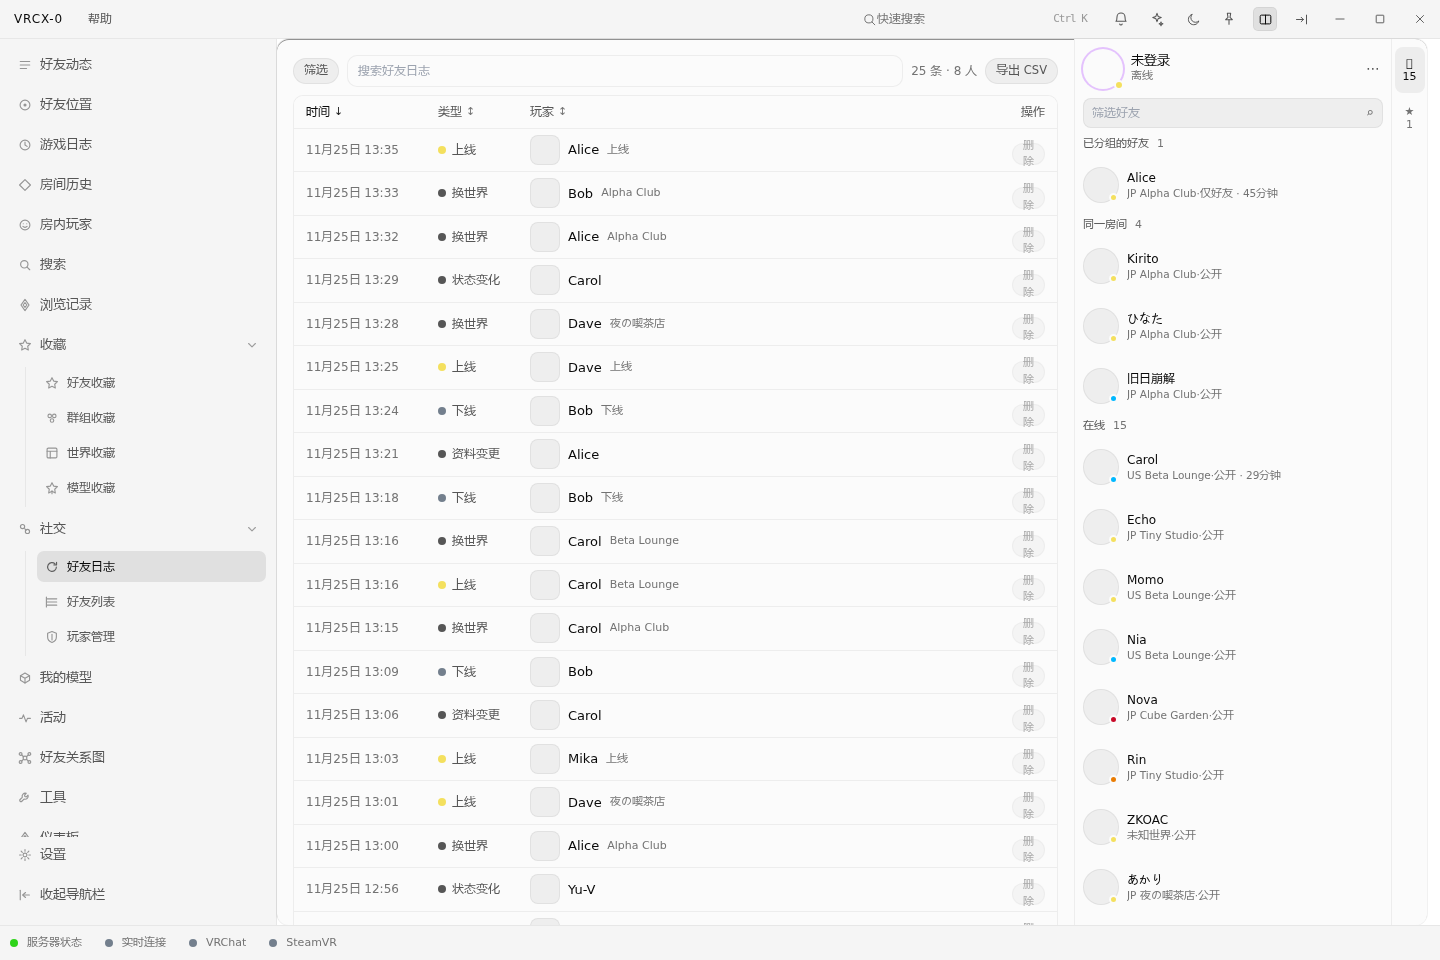 VRCX-0 帮助 快速搜索 Ctrl K
好友动态
好友位置
游戏日志
房间历史
房内玩家
搜索
浏览记录
收藏
好友收藏
群组收藏
世界收藏
模型收藏
社交
好友日志
好友列表
玩家管理
我的模型
活动
好友关系图
工具
仪表板
设置
收起导航栏
筛选 搜索好友日志 25 条 · 8 人 导出 CSV
时间 ↓ 类型 ↕ 玩家 ↕ 操作
11月25日 13:35 上线 Alice 上线 删除
11月25日 13:33 换世界 Bob Alpha Club 删除
11月25日 13:32 换世界 Alice Alpha Club 删除
11月25日 13:29 状态变化 Carol 删除
11月25日 13:28 换世界 Dave 夜の喫茶店 删除
11月25日 13:25 上线 Dave 上线 删除
11月25日 13:24 下线 Bob 下线 删除
11月25日 13:21 资料变更 Alice 删除
11月25日 13:18 下线 Bob 下线 删除
11月25日 13:16 换世界 Carol Beta Lounge 删除
11月25日 13:16 上线 Carol Beta Lounge 删除
11月25日 13:15 换世界 Carol Alpha Club 删除
11月25日 13:09 下线 Bob 删除
11月25日 13:06 资料变更 Carol 删除
11月25日 13:03 上线 Mika 上线 删除
11月25日 13:01 上线 Dave 夜の喫茶店 删除
11月25日 13:00 换世界 Alice Alpha Club 删除
11月25日 12:56 状态变化 Yu-V 删除
未登录
离线
筛选好友
已分组的好友 1
Alice
JP Alpha Club·仅好友 · 45分钟
同一房间 4
Kirito
JP Alpha Club·公开
ひなた
JP Alpha Club·公开
旧日崩解
JP Alpha Club·公开
在线 15
Carol
US Beta Lounge·公开 · 29分钟
Echo
JP Tiny Studio·公开
Momo
US Beta Lounge·公开
Nia
US Beta Lounge·公开
Nova
JP Cube Garden·公开
Rin
JP Tiny Studio·公开
ZKOAC
未知世界·公开
あかり
JP 夜の喫茶店·公开
15
★
1
服务器状态 实时连接 VRChat SteamVR